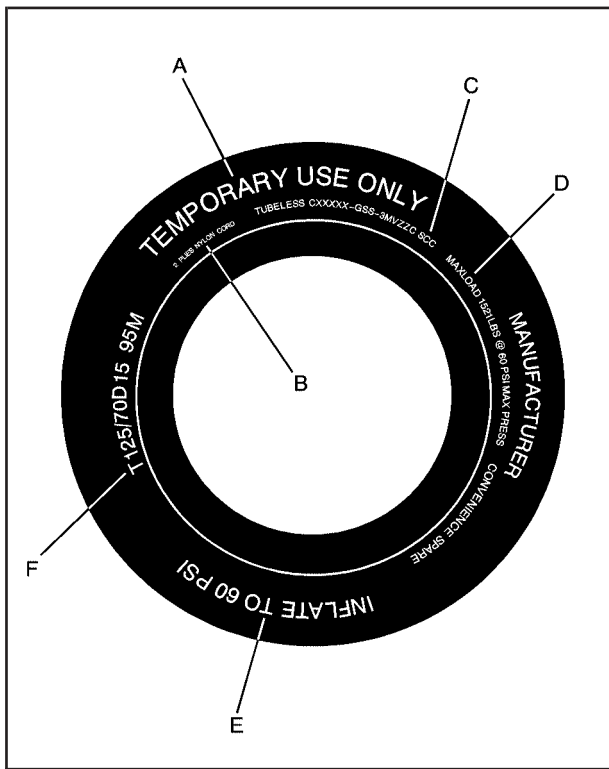 A
C
D
TEMPORARY USE ONLY
TUBELESS CXXXXX-GSS-3MVZZC SCC
2 PLIES NYLON CORD
MAXLOAD 1521LBS @ 60 PSI MAX PRESS
MANUFACTURER
T125/70D15 95M
B
CONVENIENCE SPARE
F
INFLATE TO 60 PSI
E